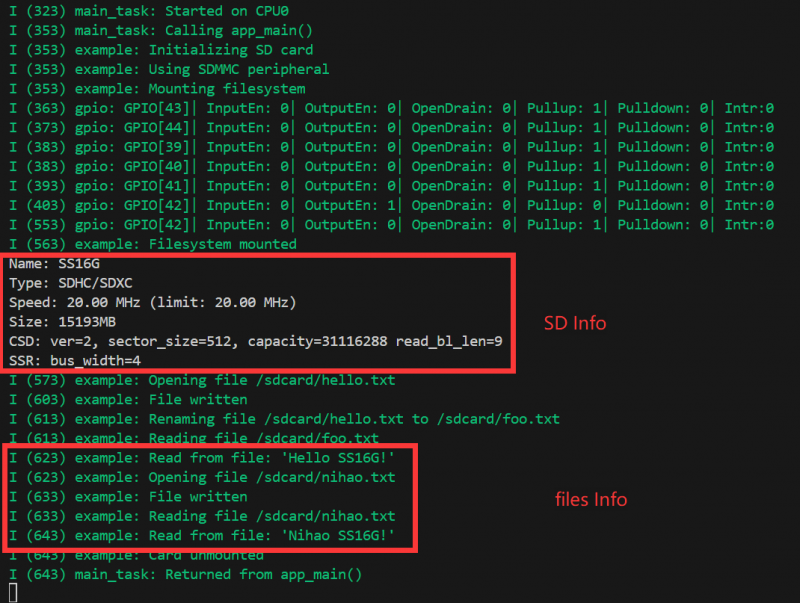 I (323) main_task: Started on CPU0
I (353) main_task: Calling app_main()
I (353) example: Initializing SD card
I (353) example: Using SDMMC peripheral
I (353) example: Mounting filesystem
I (363) gpio: GPIO[43]| InputEn: 0| OutputEn: 0| OpenDrain: 0| Pullup: 1| Pulldown: 0| Intr:0
I (373) gpio: GPIO[44]| InputEn: 0| OutputEn: 0| OpenDrain: 0| Pullup: 1| Pulldown: 0| Intr:0
I (383) gpio: GPIO[39]| InputEn: 0| OutputEn: 0| OpenDrain: 0| Pullup: 1| Pulldown: 0| Intr:0
I (383) gpio: GPIO[40]| InputEn: 0| OutputEn: 0| OpenDrain: 0| Pullup: 1| Pulldown: 0| Intr:0
I (393) gpio: GPIO[41]| InputEn: 0| OutputEn: 0| OpenDrain: 0| Pullup: 1| Pulldown: 0| Intr:0
I (403) gpio: GPIO[42]| InputEn: 0| OutputEn: 1| OpenDrain: 0| Pullup: 0| Pulldown: 0| Intr:0
I (553) gpio: GPIO[42]| InputEn: 0| OutputEn: 0| OpenDrain: 0| Pullup: 1| Pulldown: 0| Intr:0
I (563) example: Filesystem mounted
Name: SS16G
Type: SDHC/SDXC
Speed: 20.00 MHz (limit: 20.00 MHz)
Size: 15193MB
CSD: ver=2, sector_size=512, capacity=31116288 read_bl_len=9
SSR: bus_width=4
SD Info
I (573) example: Opening file /sdcard/hello.txt
I (603) example: File written
I (613) example: Renaming file /sdcard/hello.txt to /sdcard/foo.txt
I (613) example: Reading file /sdcard/foo.txt
I (623) example: Read from file: 'Hello SS16G!'
I (623) example: Opening file /sdcard/nihao.txt
I (633) example: File written
I (633) example: Reading file /sdcard/nihao.txt
I (643) example: Read from file: 'Nihao SS16G!'
files Info
I (643) example: Card unmounted
I (643) main_task: Returned from app_main()